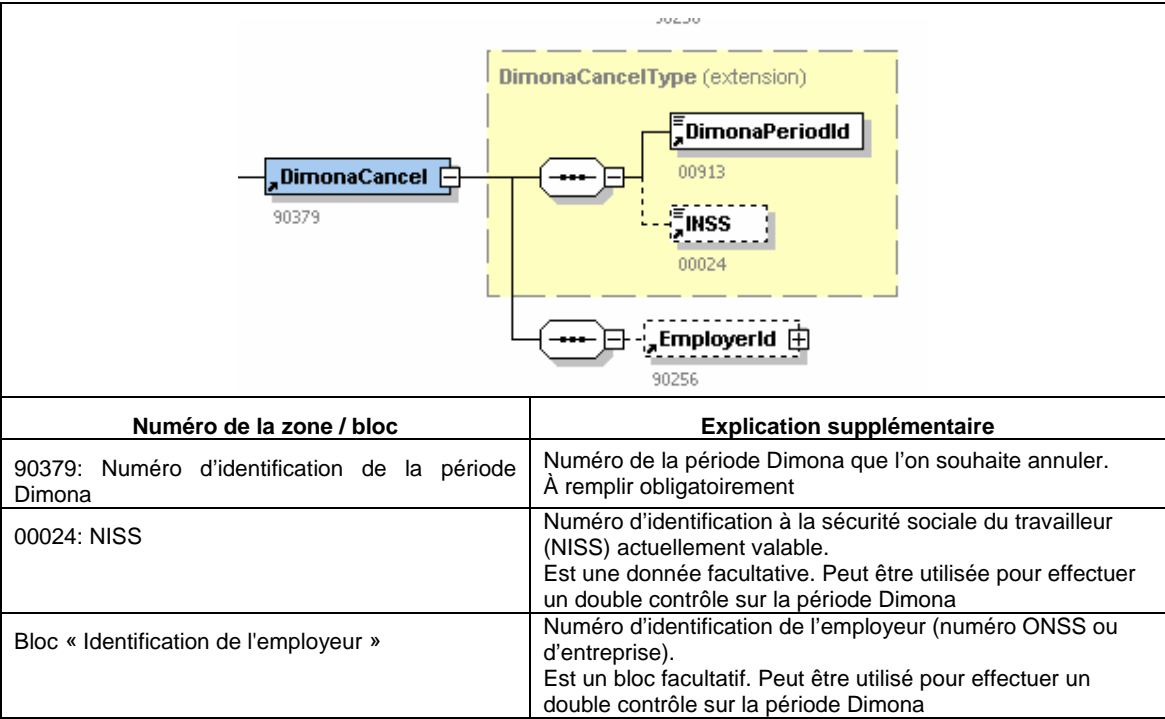 DimonaCancelType (extension)
DimonaPeriodId
00913
DimonaCancel
90379
INSS
00024
EmployerId
90256
Numéro de la zone / bloc
Explication supplémentaire
90379: Numéro d’identification de la période
Dimona
Numéro de la période Dimona que l’on souhaite annuler.
À remplir obligatoirement
00024: NISS
Numéro d’identification à la sécurité sociale du travailleur
(NISS) actuellement valable.
Est une donnée facultative. Peut être utilisée pour effectuer
un double contrôle sur la période Dimona
Bloc « Identification de l'employeur »
Numéro d’identification de l’employeur (numéro ONSS ou
d’entreprise).
Est un bloc facultatif. Peut être utilisé pour effectuer un
double contrôle sur la période Dimona